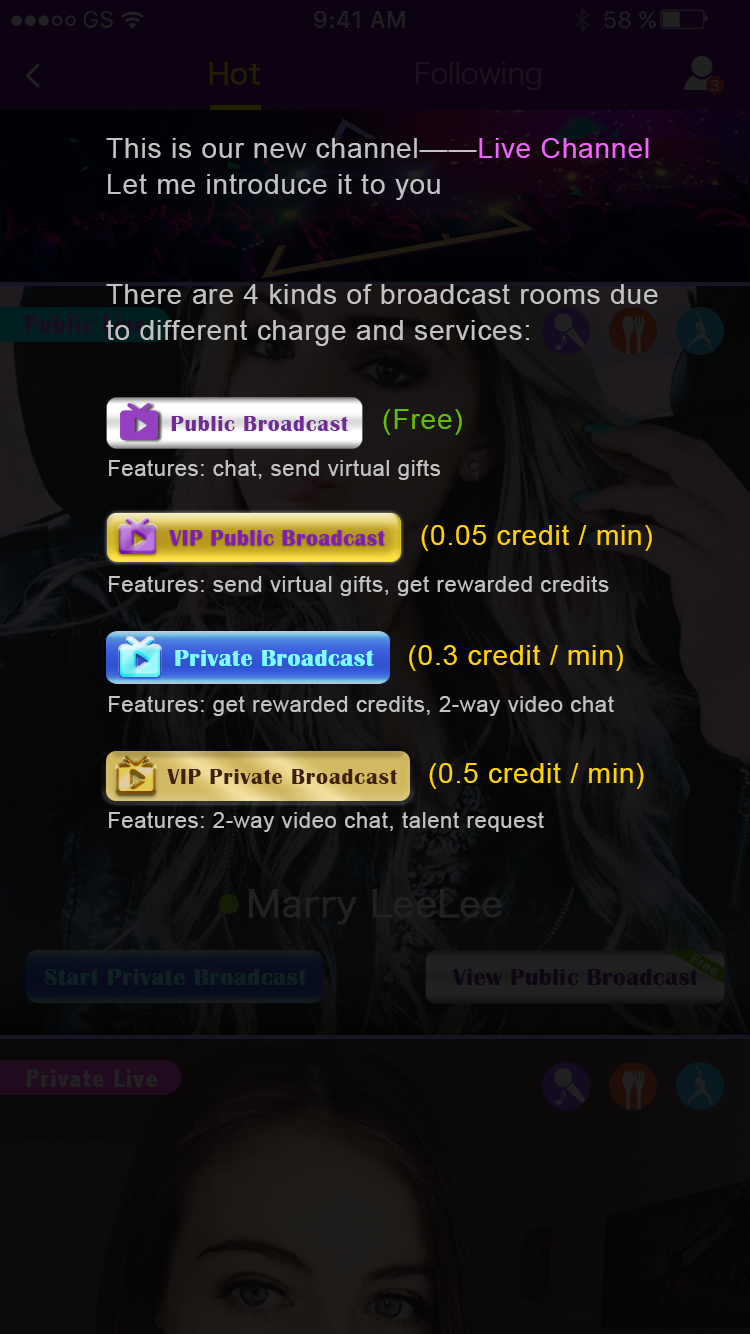 GS 9:41 AM 58 %
Hot Following 3
This is our new channel——Live Channel
Let me introduce it to you
There are 4 kinds of broadcast rooms due
Public Live
to different charge and services:
Public Broadcast (Free)
Features: chat, send virtual gifts
VIP Public Broadcast (0.05 credit / min)
Features: send virtual gifts, get rewarded credits
Private Broadcast (0.3 credit / min)
Features: get rewarded credits, 2-way video chat
VIP Private Broadcast (0.5 credit / min)
Features: 2-way video chat, talent request
Marry LeeLee
Start Private Broadcast View Public Broadcast Free
Private Live